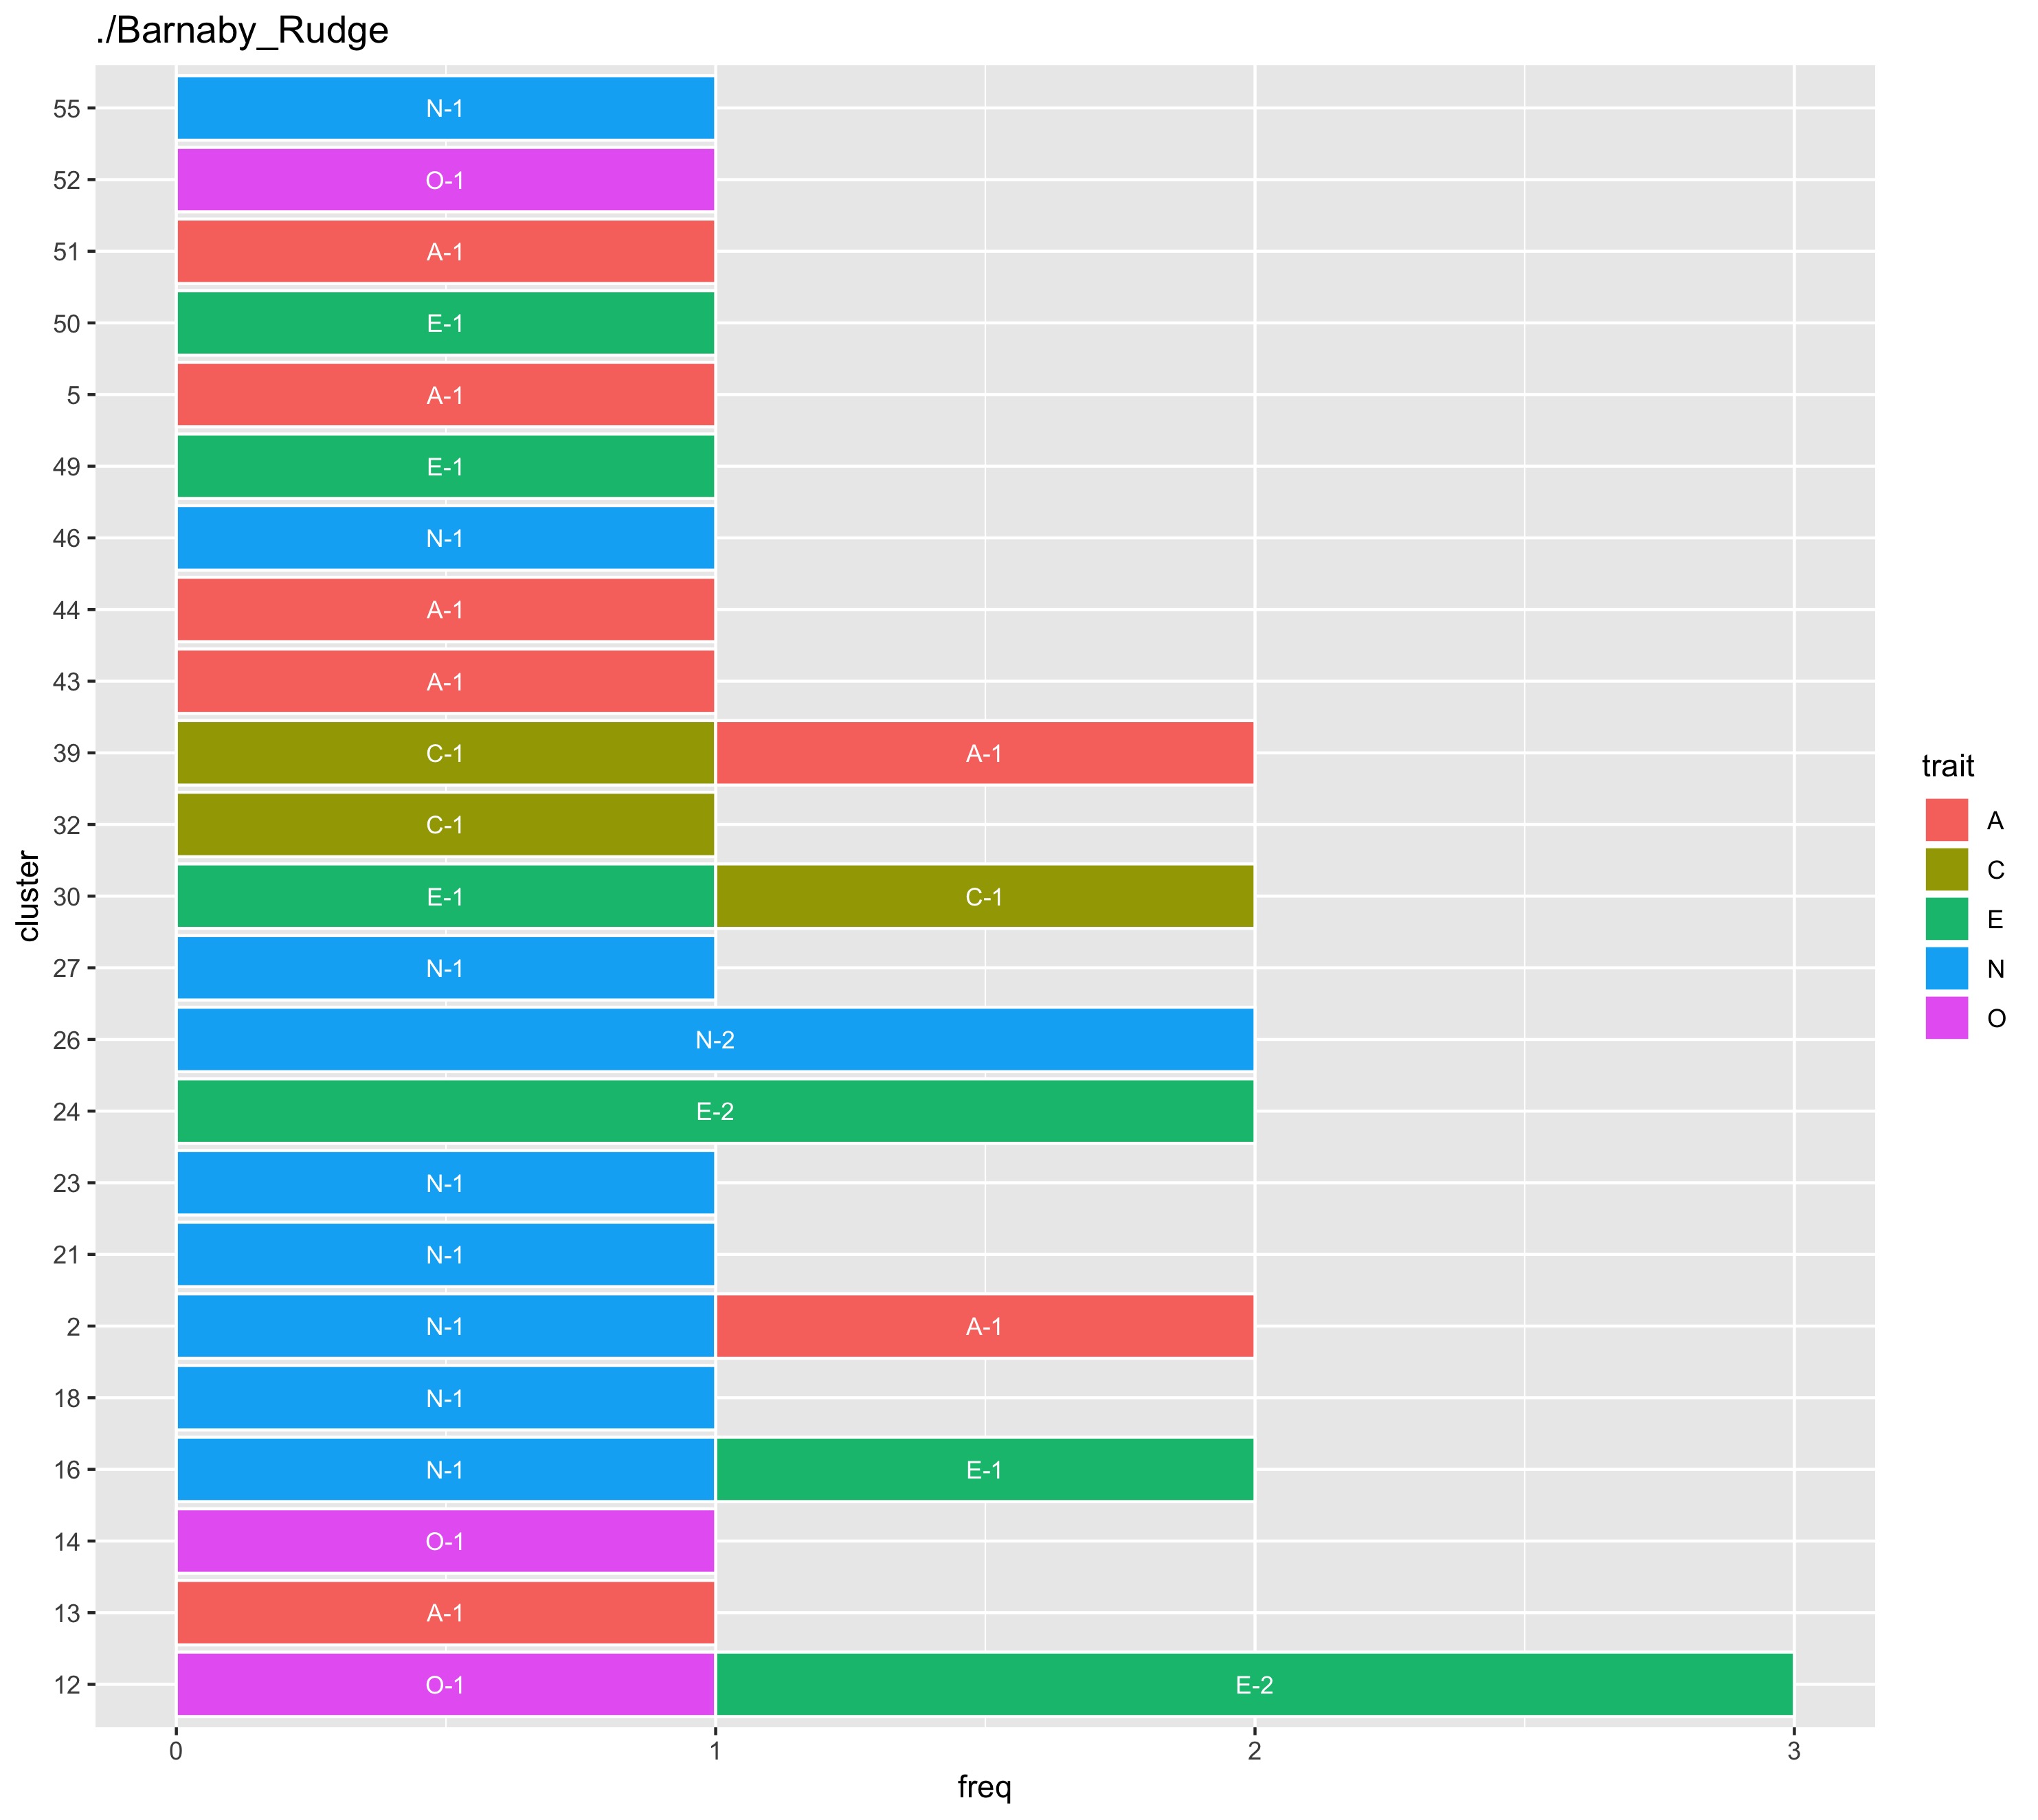 ./Barnaby_Rudge
55 N-1
52 O-1
51 A-1
50 E-1
5 A-1
49 E-1
46 N-1
44 A-1
43 A-1
39 C-1 A-1
32 C-1
30 E-1 C-1
27 N-1
26 N-2
24 E-2
23 N-1
21 N-1
2 N-1 A-1
18 N-1
16 N-1 E-1
14 O-1
13 A-1
12 O-1 E-2
0 1 2 3
freq
cluster
trait
A
C
E
N
O